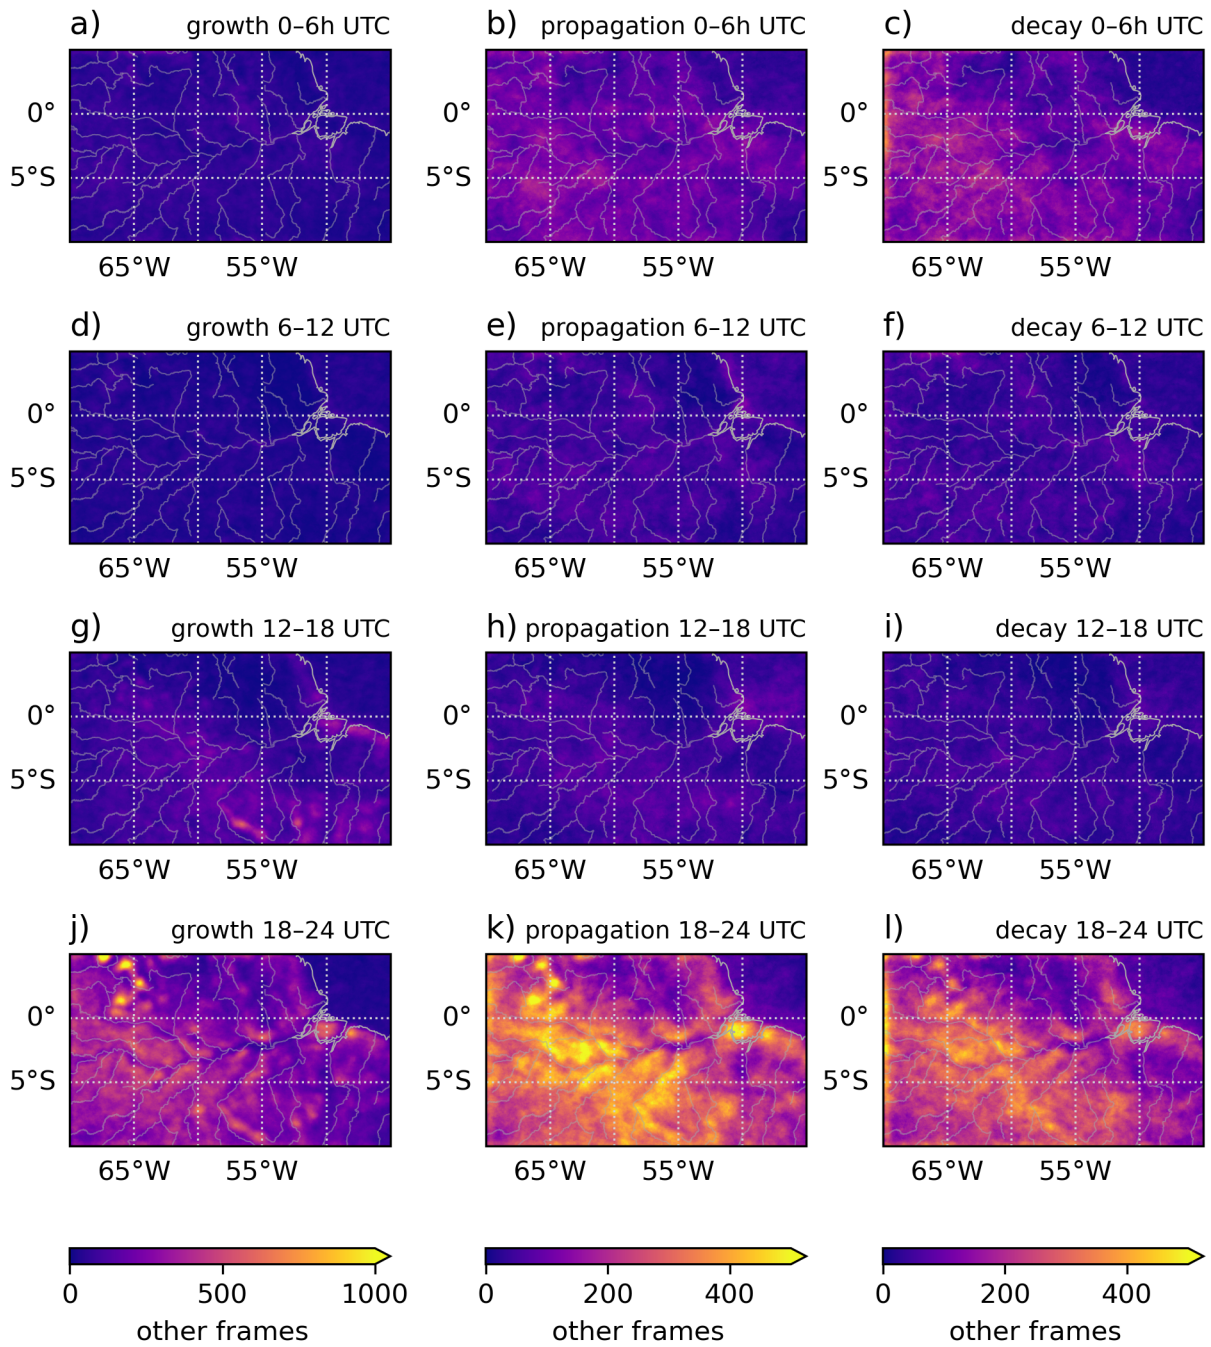 a) growth 0–6h UTC
b) propagation 0–6h UTC
c) decay 0–6h UTC
0° 0° 0°
5°S 5°S 5°S
65°W 55°W 65°W 55°W 65°W 55°W
d) growth 6–12 UTC
e) propagation 6–12 UTC
f) decay 6–12 UTC
0° 0° 0°
5°S 5°S 5°S
65°W 55°W 65°W 55°W 65°W 55°W
g) growth 12–18 UTC
h) propagation 12–18 UTC
i) decay 12–18 UTC
0° 0° 0°
5°S 5°S 5°S
65°W 55°W 65°W 55°W 65°W 55°W
j) growth 18–24 UTC
k) propagation 18–24 UTC
l) decay 18–24 UTC
0° 0° 0°
5°S 5°S 5°S
65°W 55°W 65°W 55°W 65°W 55°W
0 500 1000 0 200 400 0 200 400
other frames other frames other frames